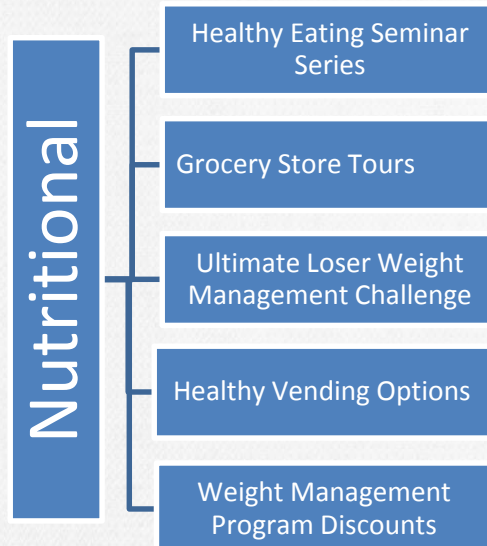 Nutritional
Healthy Eating Seminar
Series
Grocery Store Tours
Ultimate Loser Weight
Management Challenge
Healthy Vending Options
Weight Management
Program Discounts